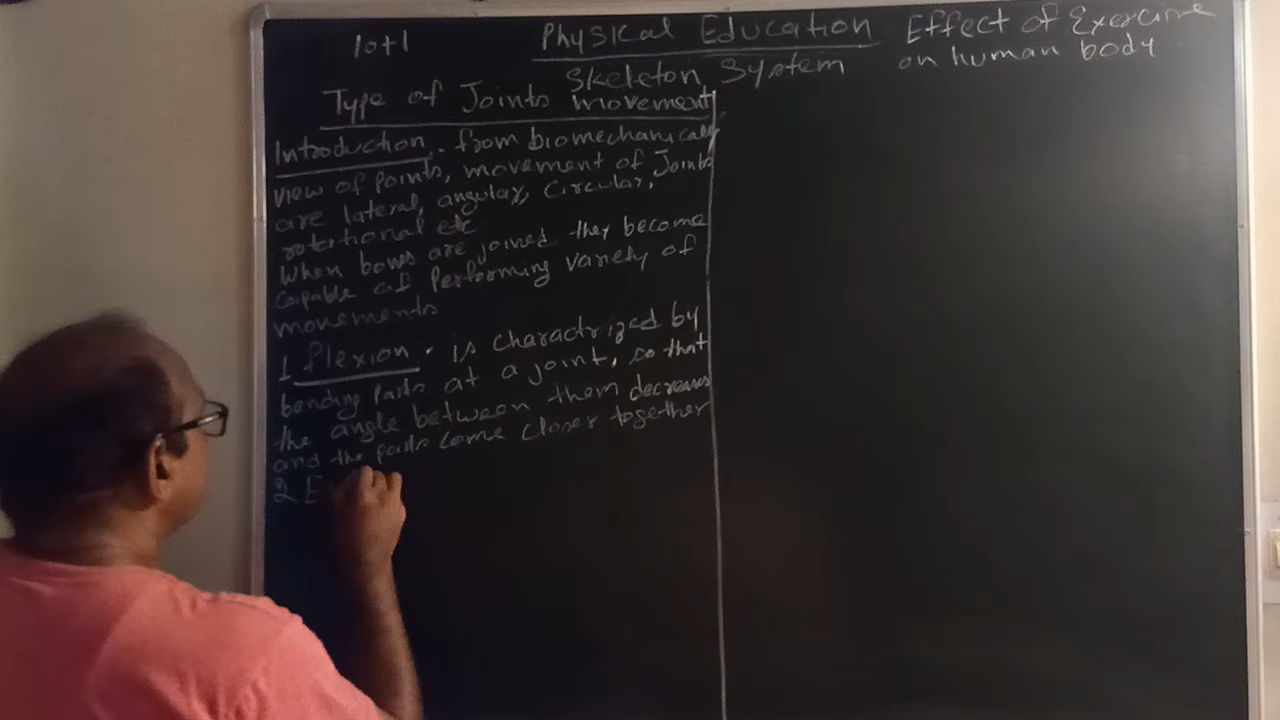 10+1
Physical Education
Effect of Exercise
on human body
Skeleton System
Type of Joints movement
Introduction. from biomechanically
view of points, movement of Joints
are lateral, angular, Circular,
rotational etc
When bones are joined they become
capable of Performing variety of
movements
1 flexion. is charactrized by
bending Parts at a joint, so that
the angle between them decreases
and the parts come closer together
2 E